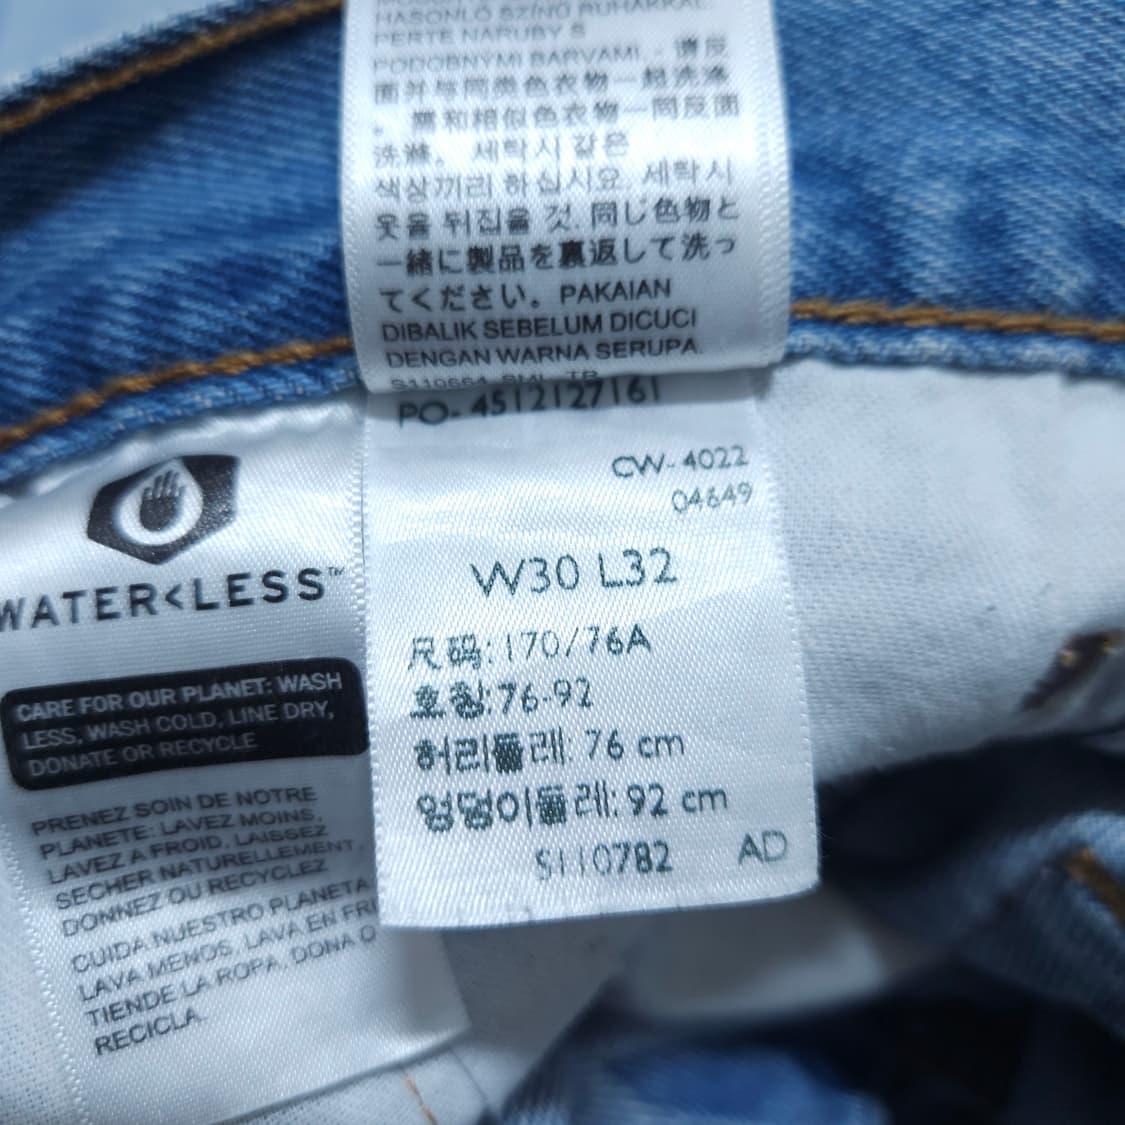 HASONLÓ SZÍNŰ RUHÁKKAL
PERTE NARUBY S
PODOBNÝMI BARVAMI. - 请反
面并与同类色衣物一起洗涤
。需和相似色衣物一同反面
洗滌。 세탁시 같은
색상끼리 하십시요. 세탁시
옷을 뒤집을 것. 同じ色物と
一緒に製品を裏返して洗っ
てください。PAKAIAN
DIBALIK SEBELUM DICUCI
DENGAN WARNA SERUPA.
PO- 4512127161
CW- 4022
04649
W30 L32
尺码:170/76A
호칭:76-92
허리둘레: 76 cm
엉덩이둘레: 92 cm
S110782 AD
WATER<LESS™
CARE FOR OUR PLANET: WASH
LESS, WASH COLD, LINE DRY,
DONATE OR RECYCLE
PRENEZ SOIN DE NOTRE
PLANETE: LAVEZ MOINS,
LAVEZ A FROID, LAISSEZ
SECHER NATURELLEMENT,
DONNEZ OU RECYCLEZ
CUIDA NUESTRO PLANETA
LAVA MENOS, LAVA EN FRI
TIENDE LA ROPA, DONA O
RECICLA.